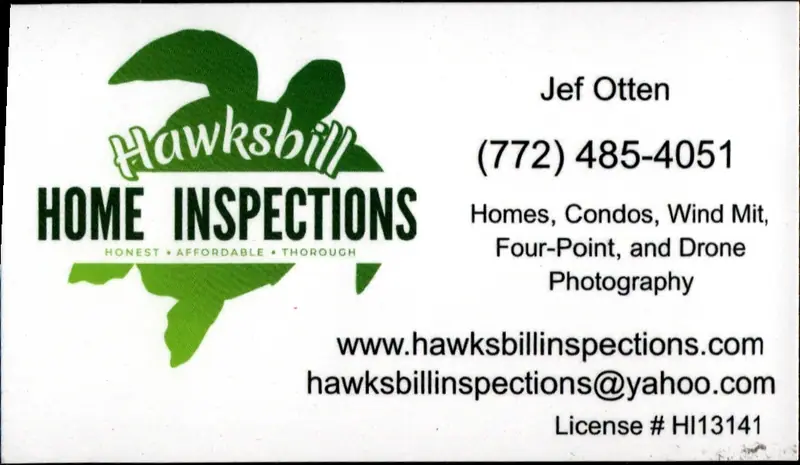 Hawksbill
HOME INSPECTIONS
HONEST • AFFORDABLE • THOROUGH
Jef Otten
(772) 485-4051
Homes, Condos, Wind Mit,
Four-Point, and Drone
Photography
www.hawksbillinspections.com
hawksbillinspections@yahoo.com
License # HI13141